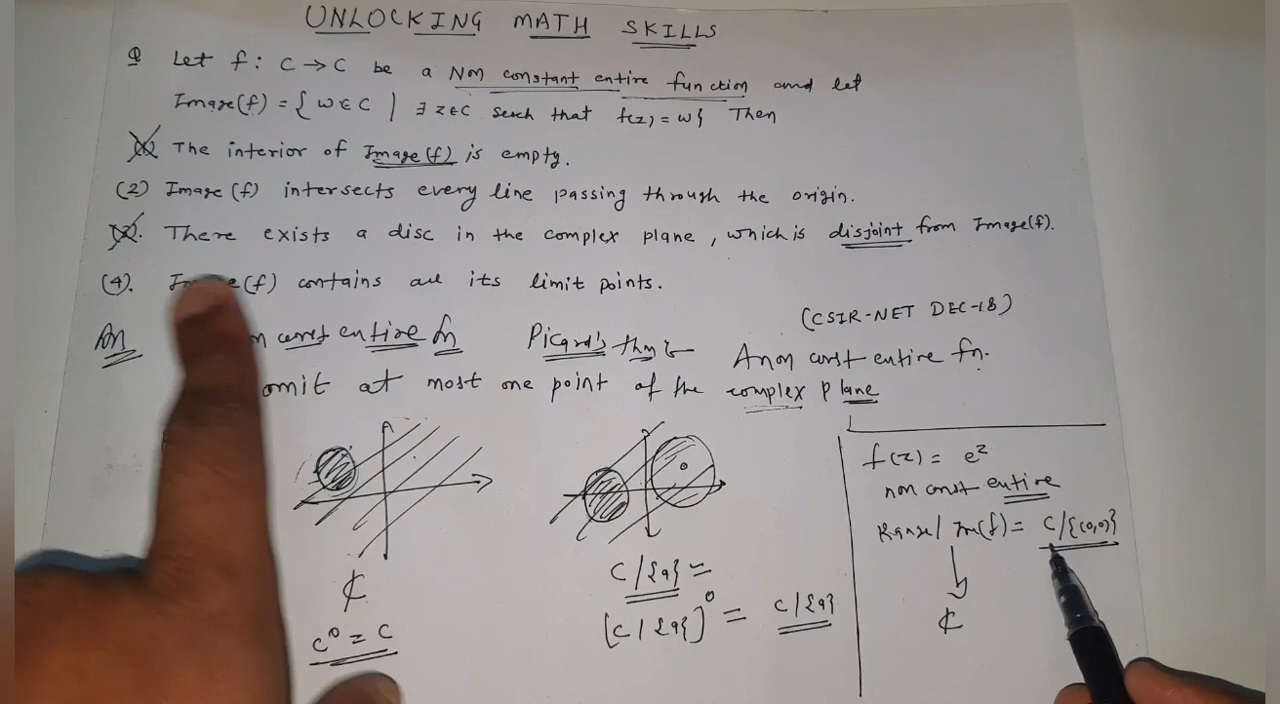 UNLOCKING MATH SKILLS
Q Let f: C → C be a Non constant entire function and let
Image(f) = { w ∈ C | ∃ z ∈ C such that f(z) = w} Then
The interior of Image(f) is empty.
(2) Image (f) intersects every line passing through the origin.
There exists a disc in the complex plane, which is disjoint from Image(f).
(4). (f) contains all its limit points.
(CSIR-NET DEC-18)
const entire fn Picard's thm A non const entire fn.
omit at most one point of the complex plane
f(z) = e^z
non const entire
Range/ Im(f) = C/{(0,0)}
ȼ
C⁰ = C
C/{a} =
[C/{a}]⁰ = C/{a}
ȼ